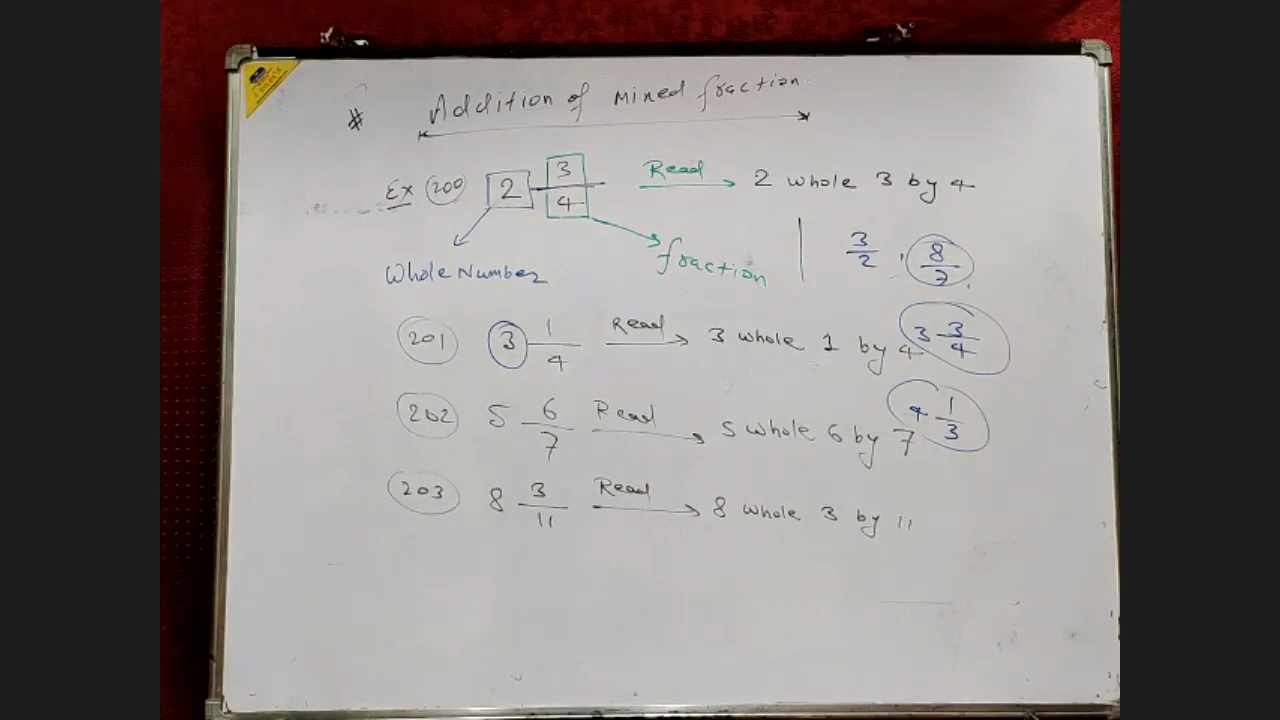 # Addition of Mined fraction.
Ex 200 2 3/4 Read → 2 whole 3 by 4
Whole Number fraction 3/2 , 8/7
201 3 1/4 Read → 3 whole 1 by 4 3 3/4
202 5 6/7 Read → 5 whole 6 by 7 4 1/3
203 8 3/11 Read → 8 whole 3 by 11